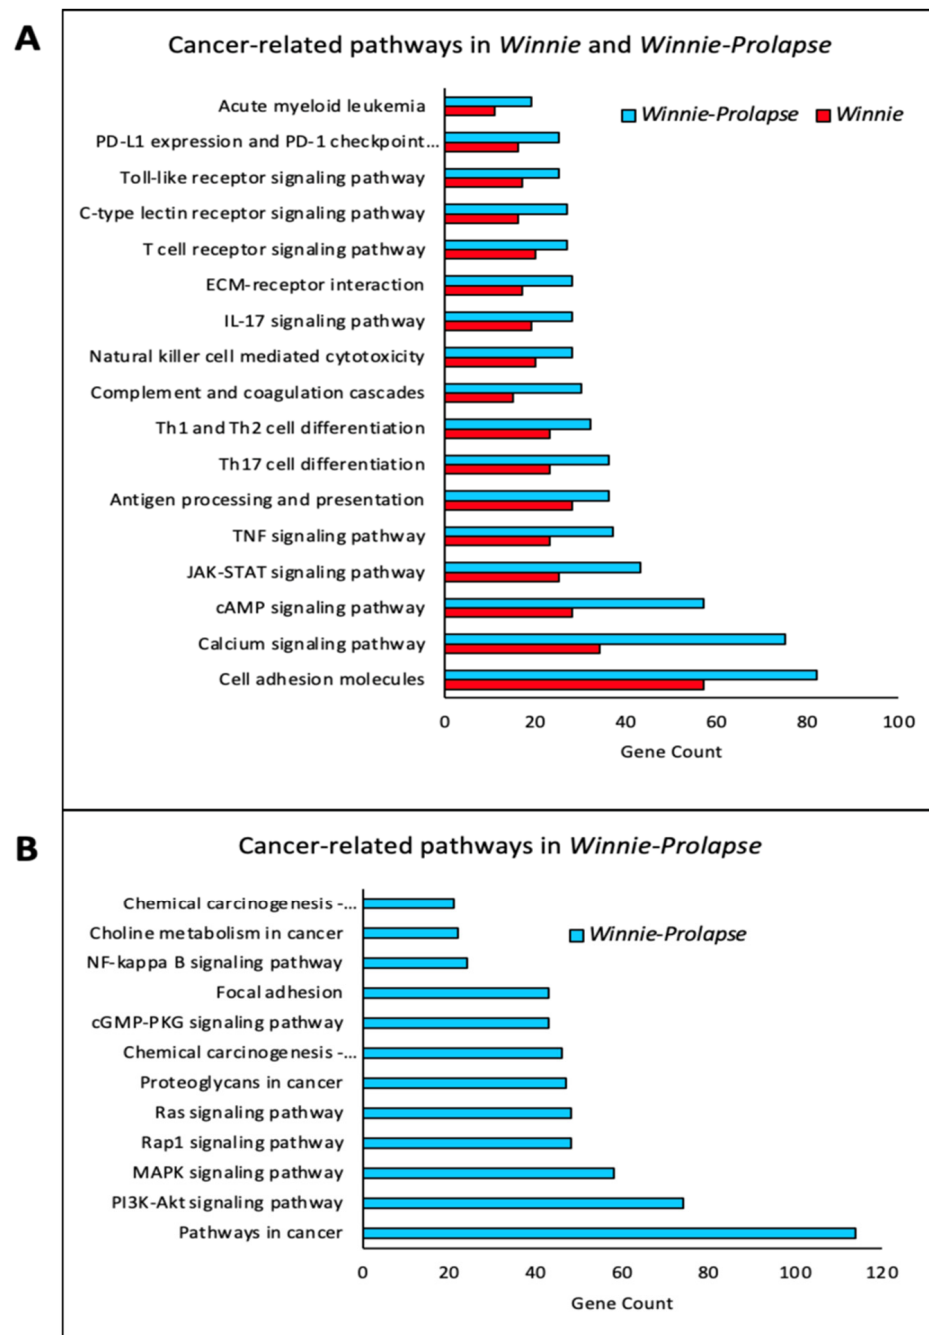 A
Cancer-related pathways in Winnie and Winnie-Prolapse
Winnie-Prolapse Winnie
Acute myeloid leukemia
PD-L1 expression and PD-1 checkpoint...
Toll-like receptor signaling pathway
C-type lectin receptor signaling pathway
T cell receptor signaling pathway
ECM-receptor interaction
IL-17 signaling pathway
Natural killer cell mediated cytotoxicity
Complement and coagulation cascades
Th1 and Th2 cell differentiation
Th17 cell differentiation
Antigen processing and presentation
TNF signaling pathway
JAK-STAT signaling pathway
cAMP signaling pathway
Calcium signaling pathway
Cell adhesion molecules
0 20 40 60 80 100
Gene Count
B
Cancer-related pathways in Winnie-Prolapse
Chemical carcinogenesis -...
Winnie-Prolapse
Choline metabolism in cancer
NF-kappa B signaling pathway
Focal adhesion
cGMP-PKG signaling pathway
Chemical carcinogenesis -...
Proteoglycans in cancer
Ras signaling pathway
Rap1 signaling pathway
MAPK signaling pathway
PI3K-Akt signaling pathway
Pathways in cancer
0 20 40 60 80 100 120
Gene Count